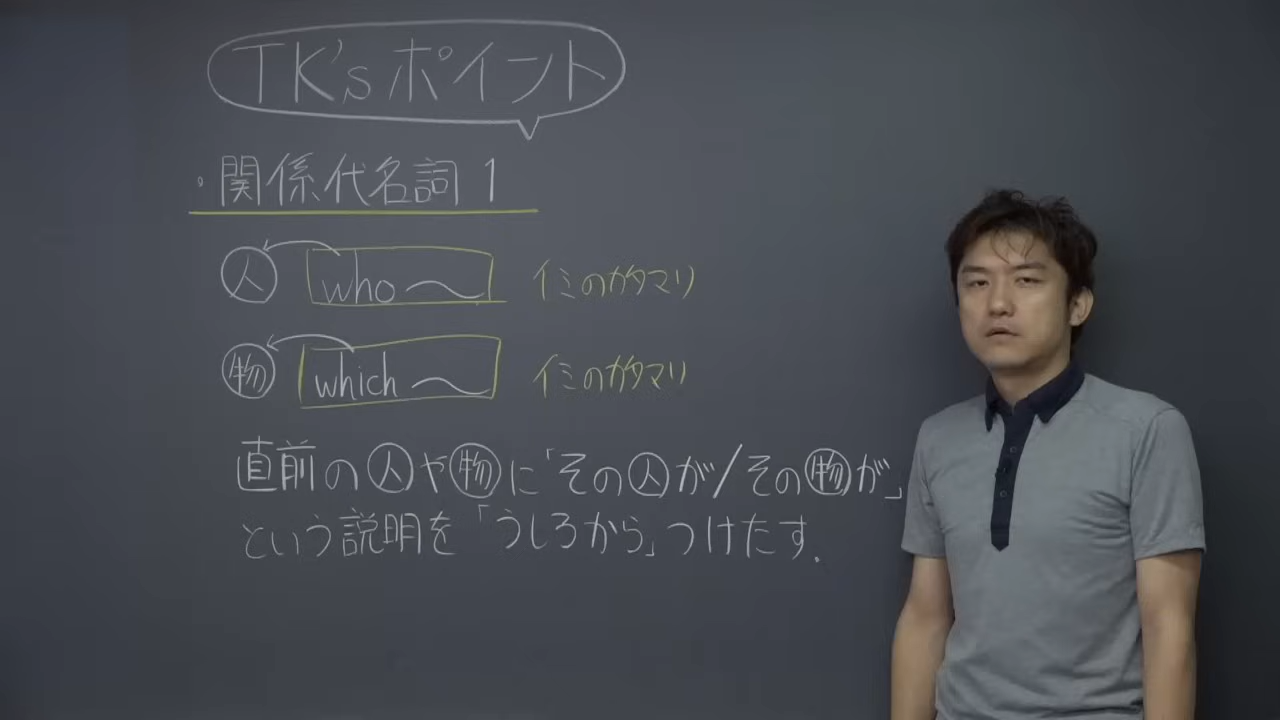 TK'sポイント
・関係代名詞 1
人 who ～ イミのカタマリ
物 which ～ イミのカタマリ
直前の人や物に「その人が/その物が」
という説明を「うしろから」つけたす.